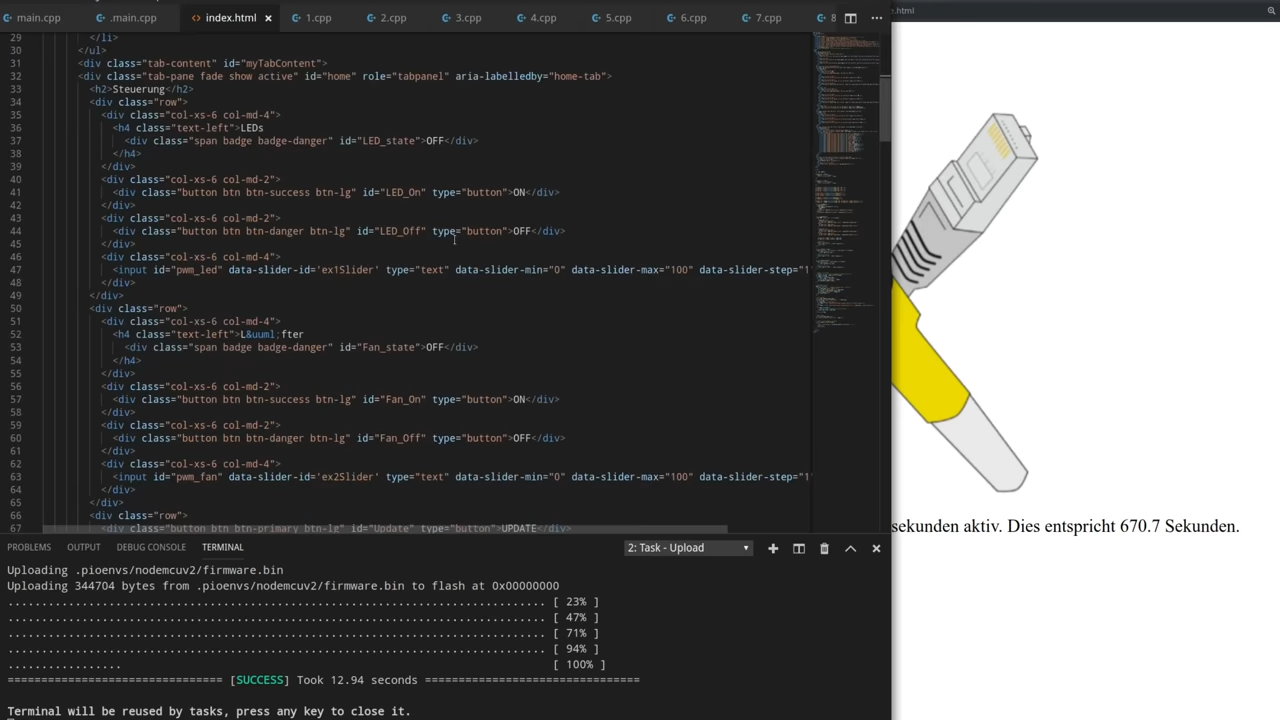 main.cpp .main.cpp index.html × 1.cpp 2.cpp 3.cpp 4.cpp 5.cpp 6.cpp 7.cpp 8
.html
29 </li>
30 </ul>
31 <div class="tab-content" id="myTabContent">
32 <div class="tab-pane fade show active" id="home" role="tabpanel" aria-labelledby="home-tab">
33 <h2>Steuerung</h2>
34 <div class="row">
35 <div class="col-xs-6 col-md-4">
36 <h4 class="text-left">LEDs
37 <div class="span badge badge-danger" id="LED_state">OFF</div>
38 </h4>
39 </div>
40 <div class="col-xs-6 col-md-2">
41 <div class="button btn btn-success btn-lg" id="LED_On" type="button">ON</div>
42 </div>
43 <div class="col-xs-6 col-md-2">
44 <div class="button btn btn-danger btn-lg" id="LED_Off" type="button">OFF</div>
45 </div>
46 <div class="col-xs-6 col-md-4">
47 <input id="pwm_led" data-slider-id='ex1Slider' type="text" data-slider-min="0" data-slider-max="100" data-slider-step="1
48 </div>
49 </div>
50 <div class="row">
51 <div class="col-xs-6 col-md-4">
52 <h4 class="text-left">L&uuml;fter
53 <div class="span badge badge-danger" id="Fan_state">OFF</div>
54 </h4>
55 </div>
56 <div class="col-xs-6 col-md-2">
57 <div class="button btn btn-success btn-lg" id="Fan_On" type="button">ON</div>
58 </div>
59 <div class="col-xs-6 col-md-2">
60 <div class="button btn btn-danger btn-lg" id="Fan_Off" type="button">OFF</div>
61 </div>
62 <div class="col-xs-6 col-md-4">
63 <input id="pwm_fan" data-slider-id='ex2Slider' type="text" data-slider-min="0" data-slider-max="100" data-slider-step="1
64 </div>
65 </div>
66 <div class="row">
67 <div class="button btn btn-primary btn-lg" id="Update" type="button">UPDATE</div>
sekunden aktiv. Dies entspricht 670.7 Sekunden.
PROBLEMS OUTPUT DEBUG CONSOLE TERMINAL 2: Task - Upload
Uploading .pioenvs/nodemcuv2/firmware.bin
Uploading 344704 bytes from .pioenvs/nodemcuv2/firmware.bin to flash at 0x00000000
................................................................................ [ 23% ]
................................................................................ [ 47% ]
................................................................................ [ 71% ]
................................................................................ [ 94% ]
................. [ 100% ]
================================ [SUCCESS] Took 12.94 seconds ================================
Terminal will be reused by tasks, press any key to close it.